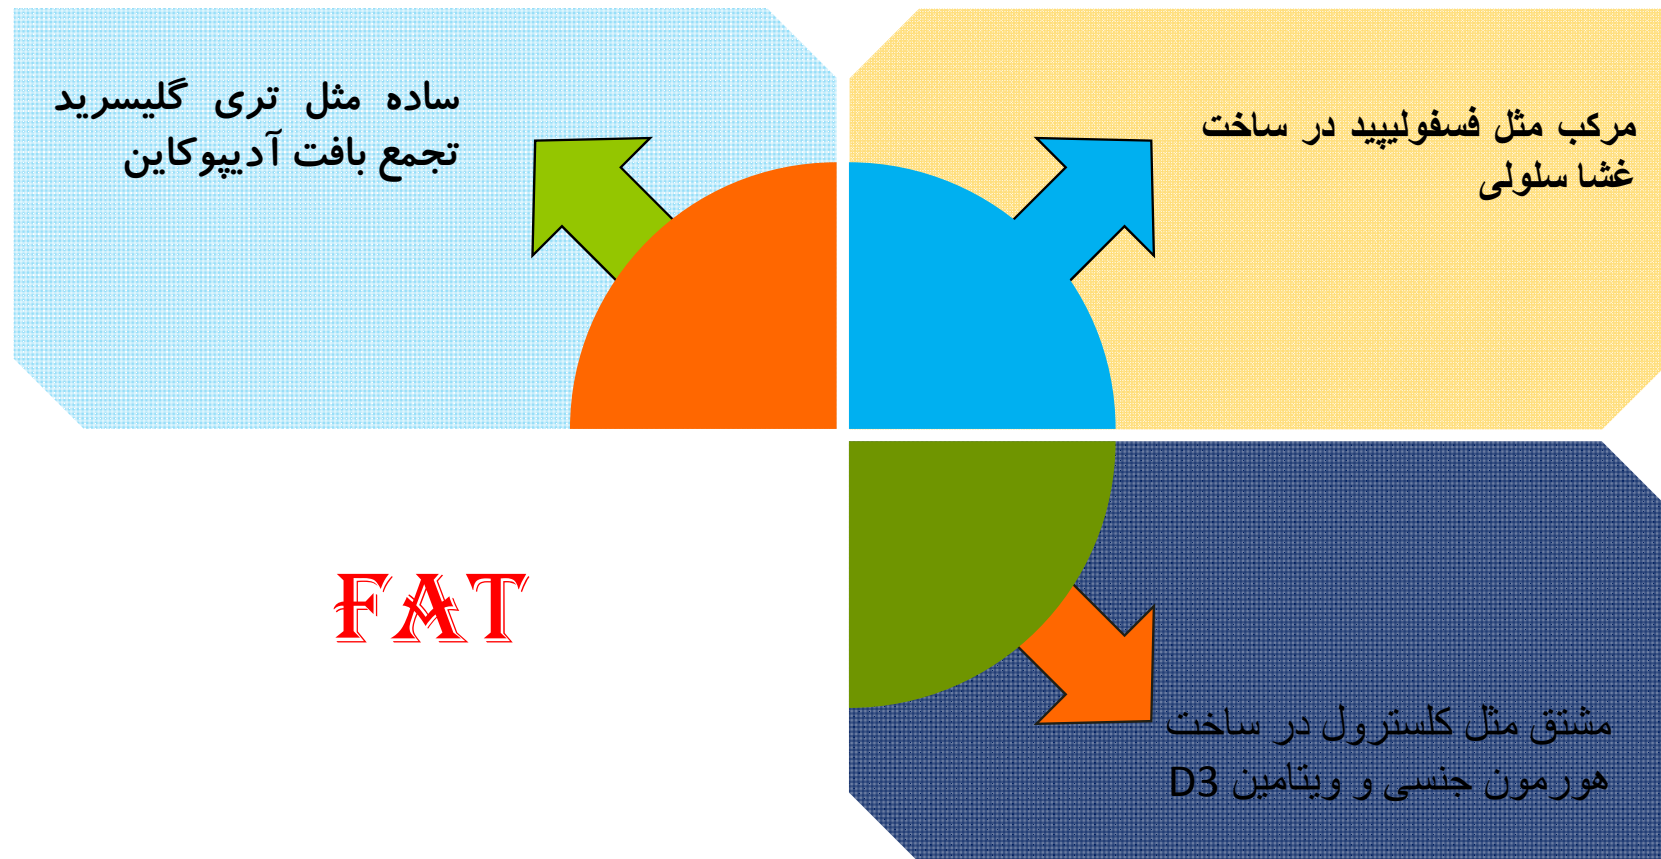 ساده مثل تری گلیسرید
تجمع بافت آدیپوکاین
مرکب مثل فسفولیپید در ساخت
غشا سلولی
FAT
مشتق مثل کلسترول در ساخت
هورمون جنسی و ویتامین D3